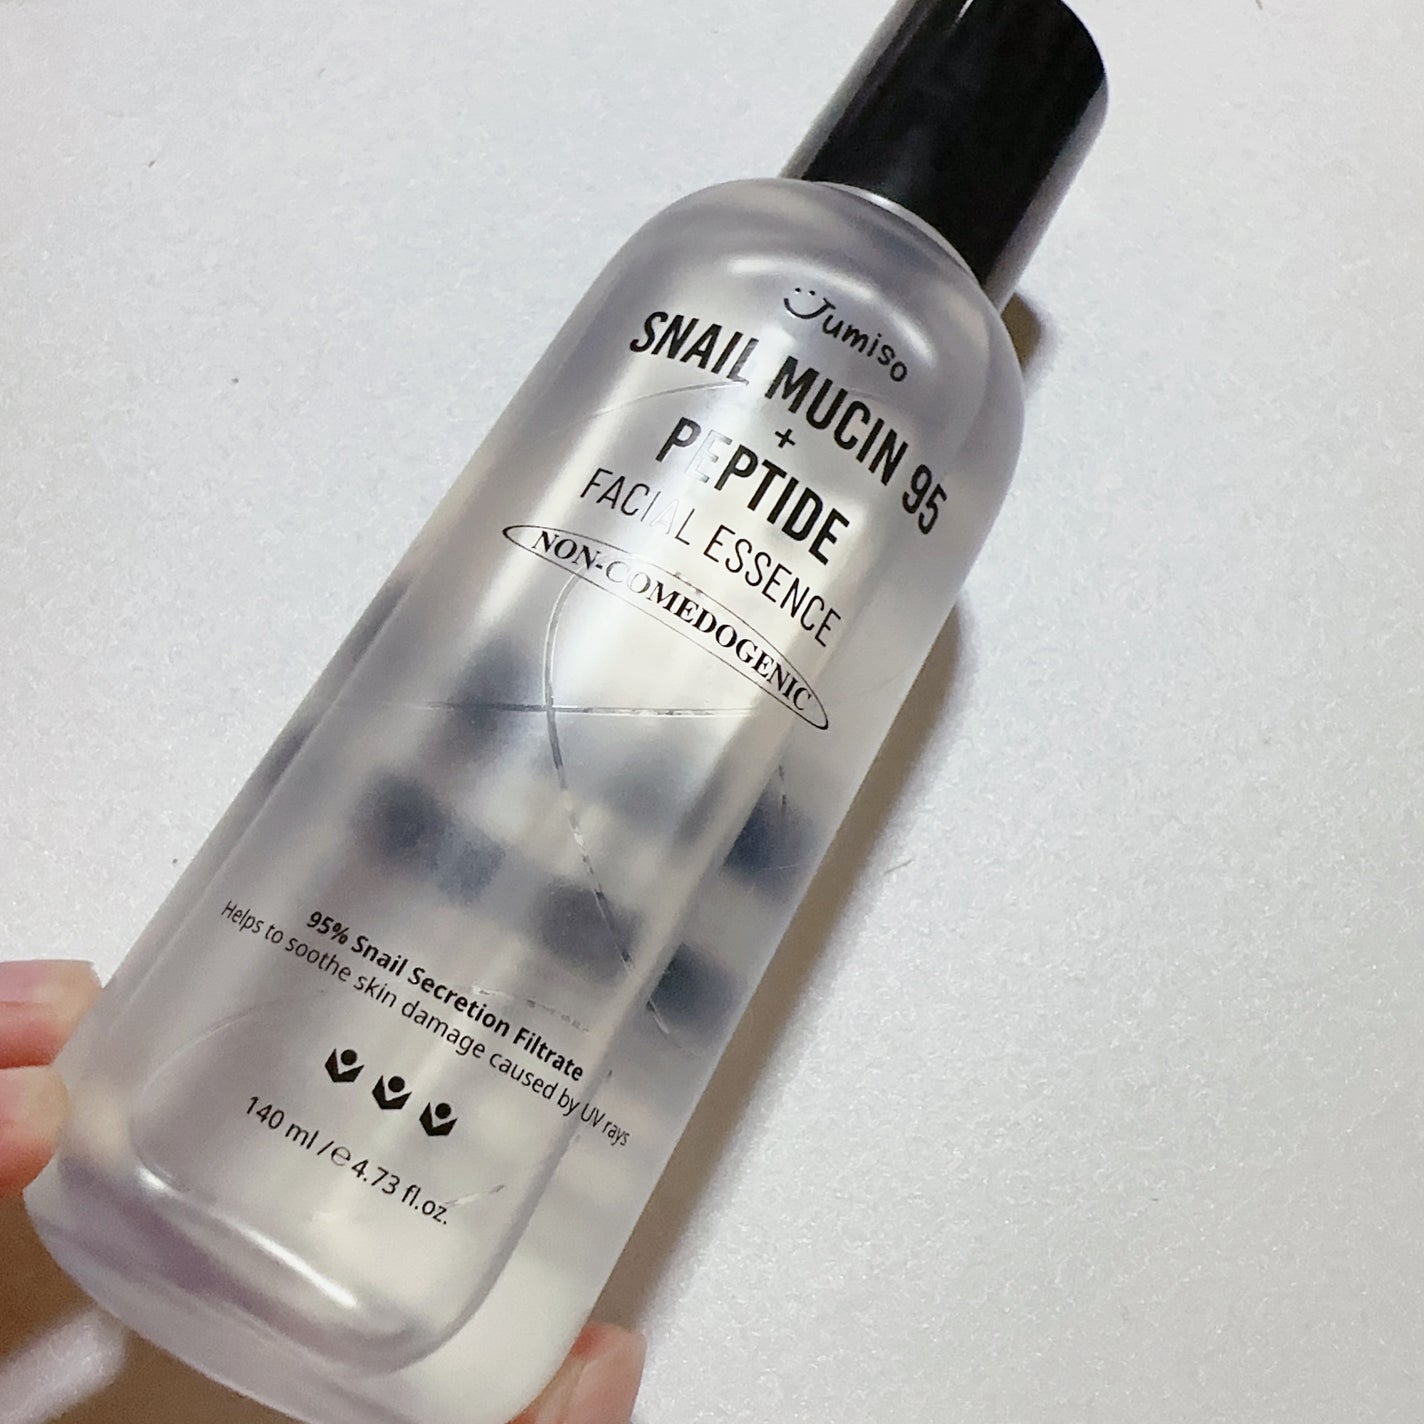 Jumiso
SNAIL MUCIN 95
+
PEPTIDE
FACIAL ESSENCE
NON-COMEDOGENIC
95% Snail Secretion Filtrate
Helps to soothe skin damage caused by UV rays
140 ml /℮ 4.73 fl.oz.